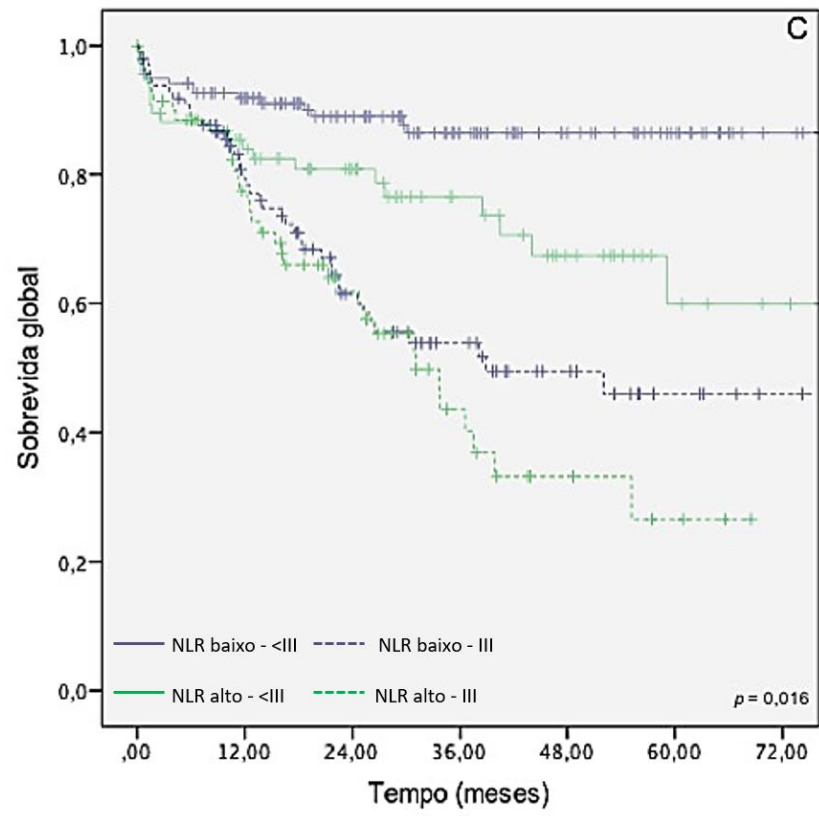 C
1,0
0,8
0,6
0,4
0,2
0,0
Sobrevida global
NLR baixo - <III NLR baixo - III
NLR alto - <III NLR alto - III
p = 0,016
,00 12,00 24,00 36,00 48,00 60,00 72,00
Tempo (meses)